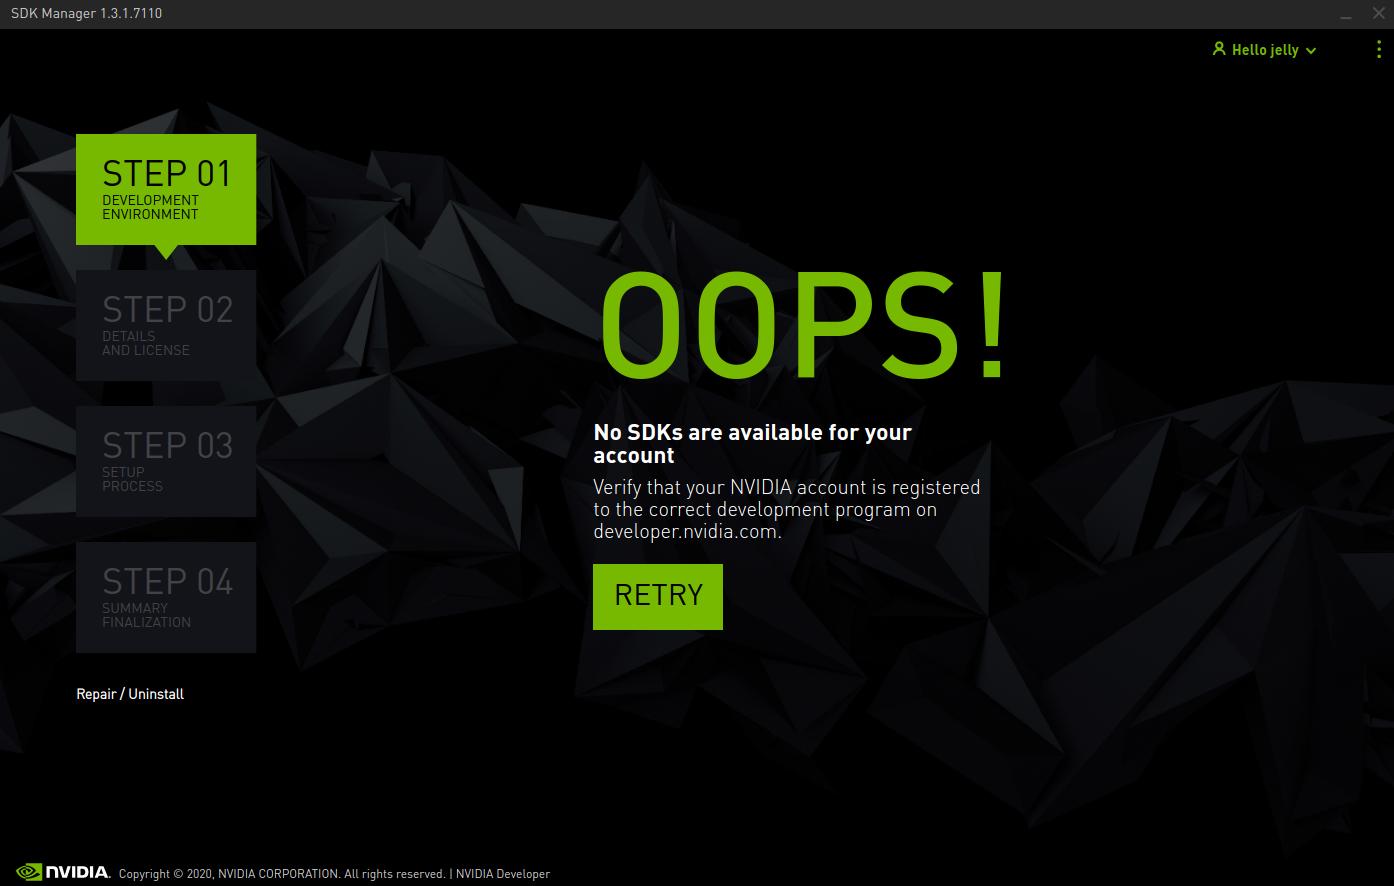 SDK Manager 1.3.1.7110
Hello jelly
STEP 01
DEVELOPMENT
ENVIRONMENT
STEP 02
DETAILS
AND LICENSE
STEP 03
SETUP
PROCESS
STEP 04
SUMMARY
FINALIZATION
Repair / Uninstall
OOPS!
No SDKs are available for your
account
Verify that your NVIDIA account is registered
to the correct development program on
developer.nvidia.com.
RETRY
NVIDIA. Copyright © 2020, NVIDIA CORPORATION. All rights reserved. | NVIDIA Developer